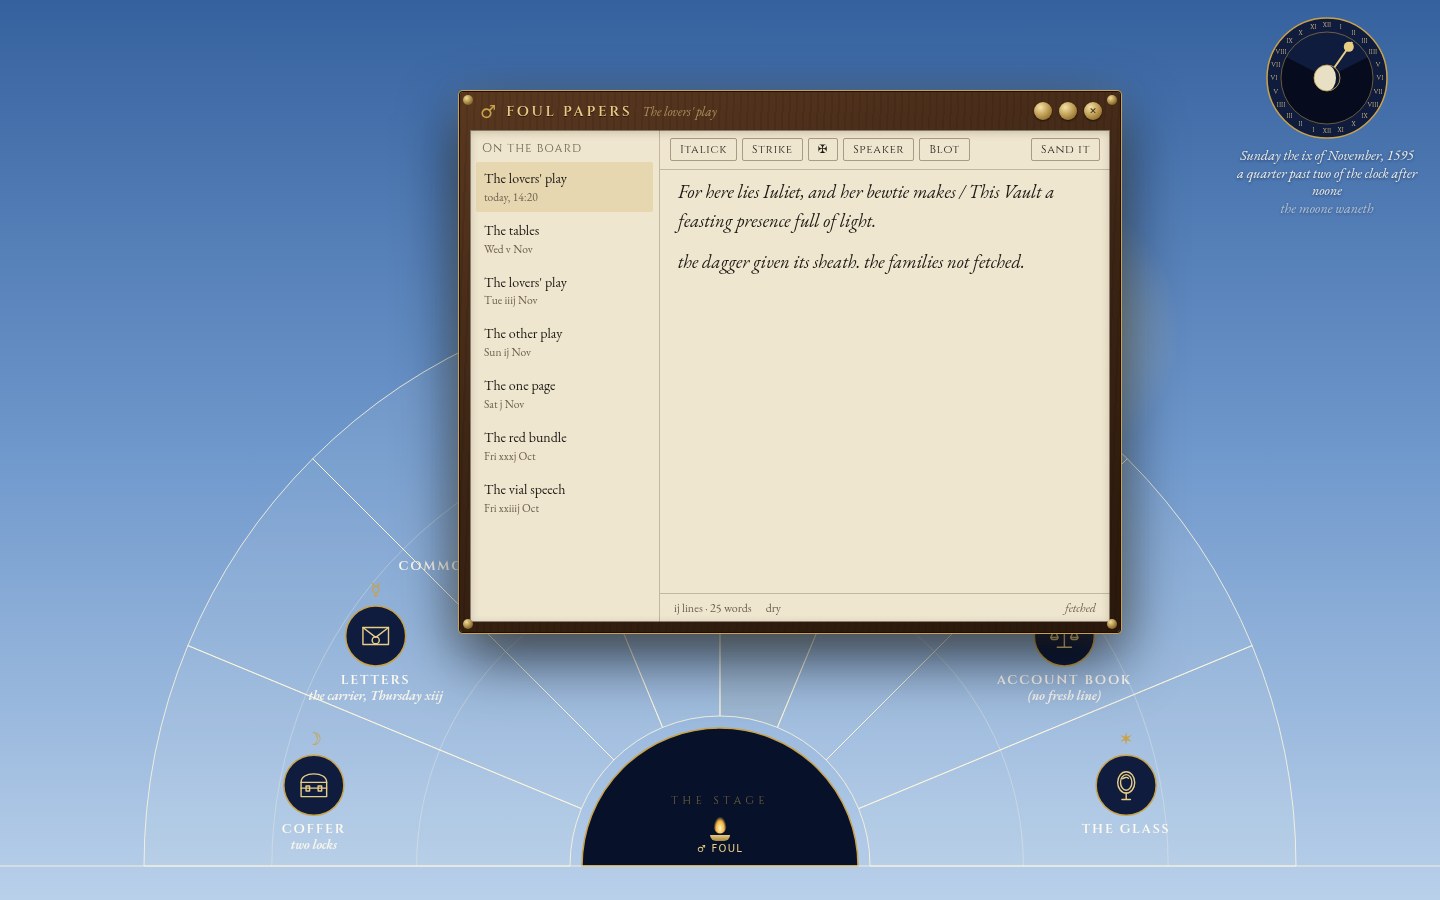 FOUL PAPERS The lovers' play
ON THE BOARD
The lovers' play
today, 14:20
The tables
Wed v Nov
The lovers' play
Tue iiij Nov
The other play
Sun ij Nov
The one page
Sat j Nov
The red bundle
Fri xxxj Oct
The vial speech
Fri xxiiij Oct
ITALICK STRIKE ✠ SPEAKER BLOT SAND IT
For here lies Iuliet, and her bewtie makes / This Vault a
feasting presence full of light.
the dagger given its sheath. the families not fetched.
ij lines · 25 words dry fetched
Sunday the ix of November, 1595
a quarter past two of the clock after
noone
the moone waneth
COMMO
LETTERS
the carrier, Thursday xiij
COFFER
two locks
ACCOUNT BOOK
(no fresh line)
THE GLASS
THE STAGE
♂ FOUL